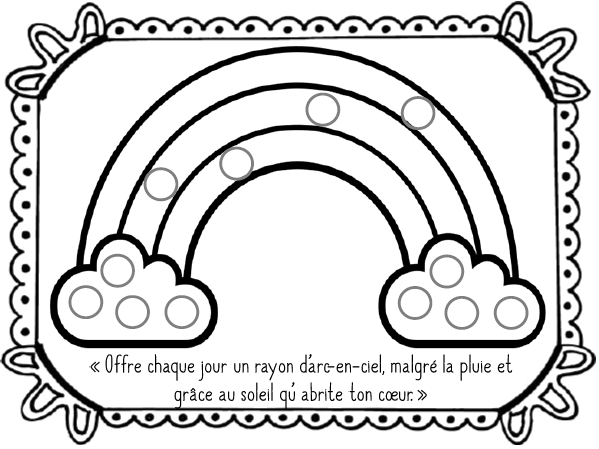 « Offre chaque jour un rayon d'arc-en-ciel, malgré la pluie et
grâce au soleil qu' abrite ton cœur. »